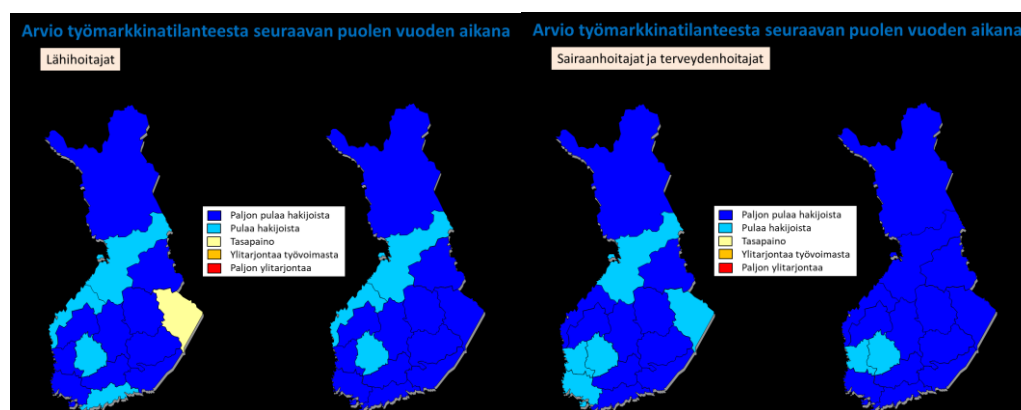 Arvio työmarkkinatilanteesta seuraavan puolen vuoden aikana
Lähihoitajat
Paljon pulaa hakijoista
Pulaa hakijoista
Tasapaino
Ylitarjontaa työvoimasta
Paljon ylitarjontaa
Arvio työmarkkinatilanteesta seuraavan puolen vuoden aikana
Sairaanhoitajat ja terveydenhoitajat
Paljon pulaa hakijoista
Pulaa hakijoista
Tasapaino
Ylitarjontaa työvoimasta
Paljon ylitarjontaa